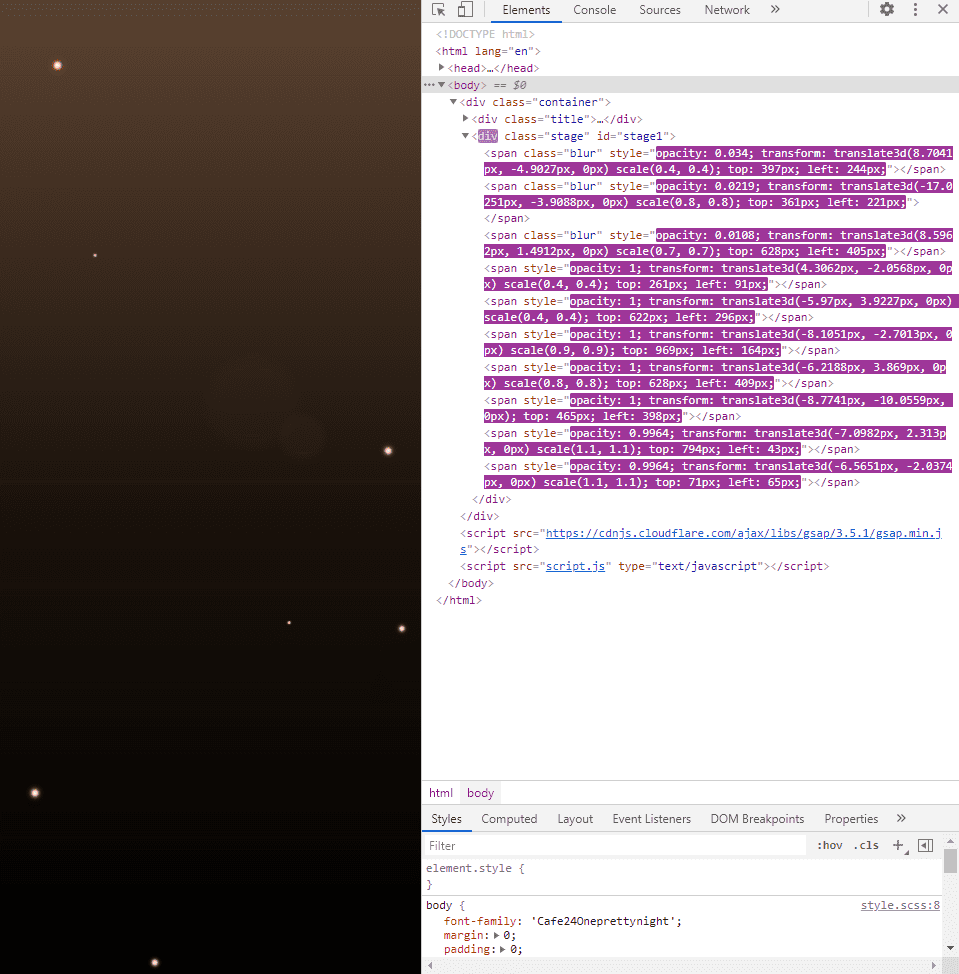 Elements Console Sources Network »
<!DOCTYPE html>
<html lang="en">
<head>…</head>
<body> == $0
<div class="container">
<div class="title">…</div>
<div class="stage" id="stage1">
<span class="blur" style="opacity: 0.034; transform: translate3d(8.7041
px, -4.9027px, 0px) scale(0.4, 0.4); top: 397px; left: 244px;"></span>
<span class="blur" style="opacity: 0.0219; transform: translate3d(-17.0
251px, -3.9088px, 0px) scale(0.8, 0.8); top: 361px; left: 221px;">
</span>
<span class="blur" style="opacity: 0.0108; transform: translate3d(8.596
2px, 1.4912px, 0px) scale(0.7, 0.7); top: 628px; left: 405px;"></span>
<span style="opacity: 1; transform: translate3d(4.3062px, -2.0568px, 0p
x) scale(0.4, 0.4); top: 261px; left: 91px;"></span>
<span style="opacity: 1; transform: translate3d(-5.97px, 3.9227px, 0px)
scale(0.4, 0.4); top: 622px; left: 296px;"></span>
<span style="opacity: 1; transform: translate3d(-8.1051px, -2.7013px, 0
px) scale(0.9, 0.9); top: 969px; left: 164px;"></span>
<span style="opacity: 1; transform: translate3d(-6.2188px, 3.869px, 0p
x) scale(0.8, 0.8); top: 628px; left: 409px;"></span>
<span style="opacity: 1; transform: translate3d(-8.7741px, -10.0559px,
0px); top: 465px; left: 398px;"></span>
<span style="opacity: 0.9964; transform: translate3d(-7.0982px, 2.313p
x, 0px) scale(1.1, 1.1); top: 794px; left: 43px;"></span>
<span style="opacity: 0.9964; transform: translate3d(-6.5651px, -2.0374
px, 0px) scale(1.1, 1.1); top: 71px; left: 65px;"></span>
</div>
</div>
<script src="https://cdnjs.cloudflare.com/ajax/libs/gsap/3.5.1/gsap.min.j
s"></script>
<script src="script.js" type="text/javascript"></script>
</body>
</html>
html body
Styles Computed Layout Event Listeners DOM Breakpoints Properties »
Filter :hov .cls +
element.style {
}
body { style.scss:8
font-family: 'Cafe24Oneprettynight';
margin: 0;
padding: 0;